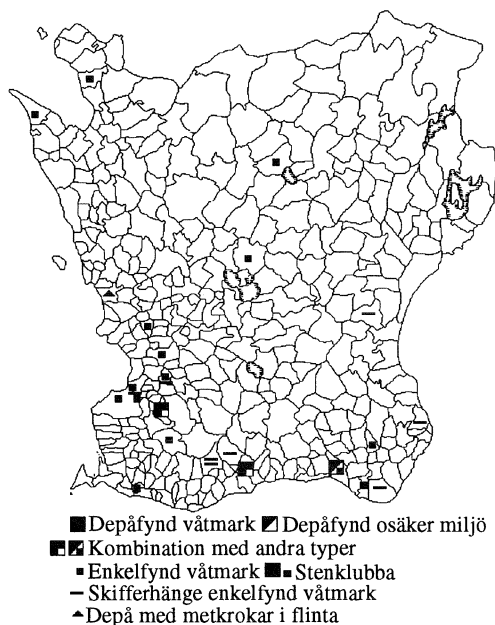 Depåfynd våtmark Depåfynd osäker miljö
Kombination med andra typer
Enkelfynd våtmark Stenklubba
Skifferhänge enkelfynd våtmark
Depå med metkrokar i flinta